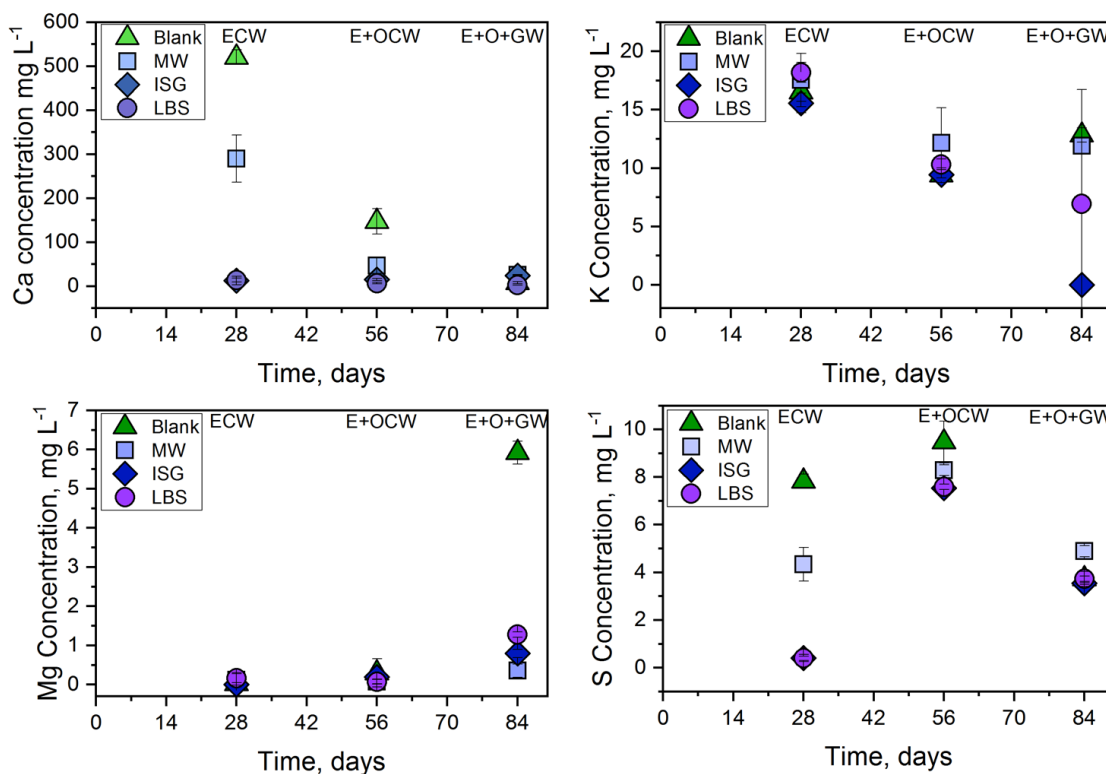 Ca concentration mg L⁻¹
600
500
400
300
200
100
0
Blank
MW
ISG
LBS
ECW
E+OCW
E+O+GW
0 14 28 42 56 70 84
Time, days
K Concentration, mg L⁻¹
20
15
10
5
0
Blank
MW
ISG
LBS
ECW
E+OCW
E+O+GW
0 14 28 42 56 70 84
Time, days
Mg Concentration, mg L⁻¹
7
6
5
4
3
2
1
0
Blank
MW
ISG
LBS
ECW
E+OCW
E+O+GW
0 14 28 42 56 70 84
Time, days
S Concentration, mg L⁻¹
10
8
6
4
2
0
Blank
MW
ISG
LBS
ECW
E+OCW
E+O+GW
0 14 28 42 56 70 84
Time, days